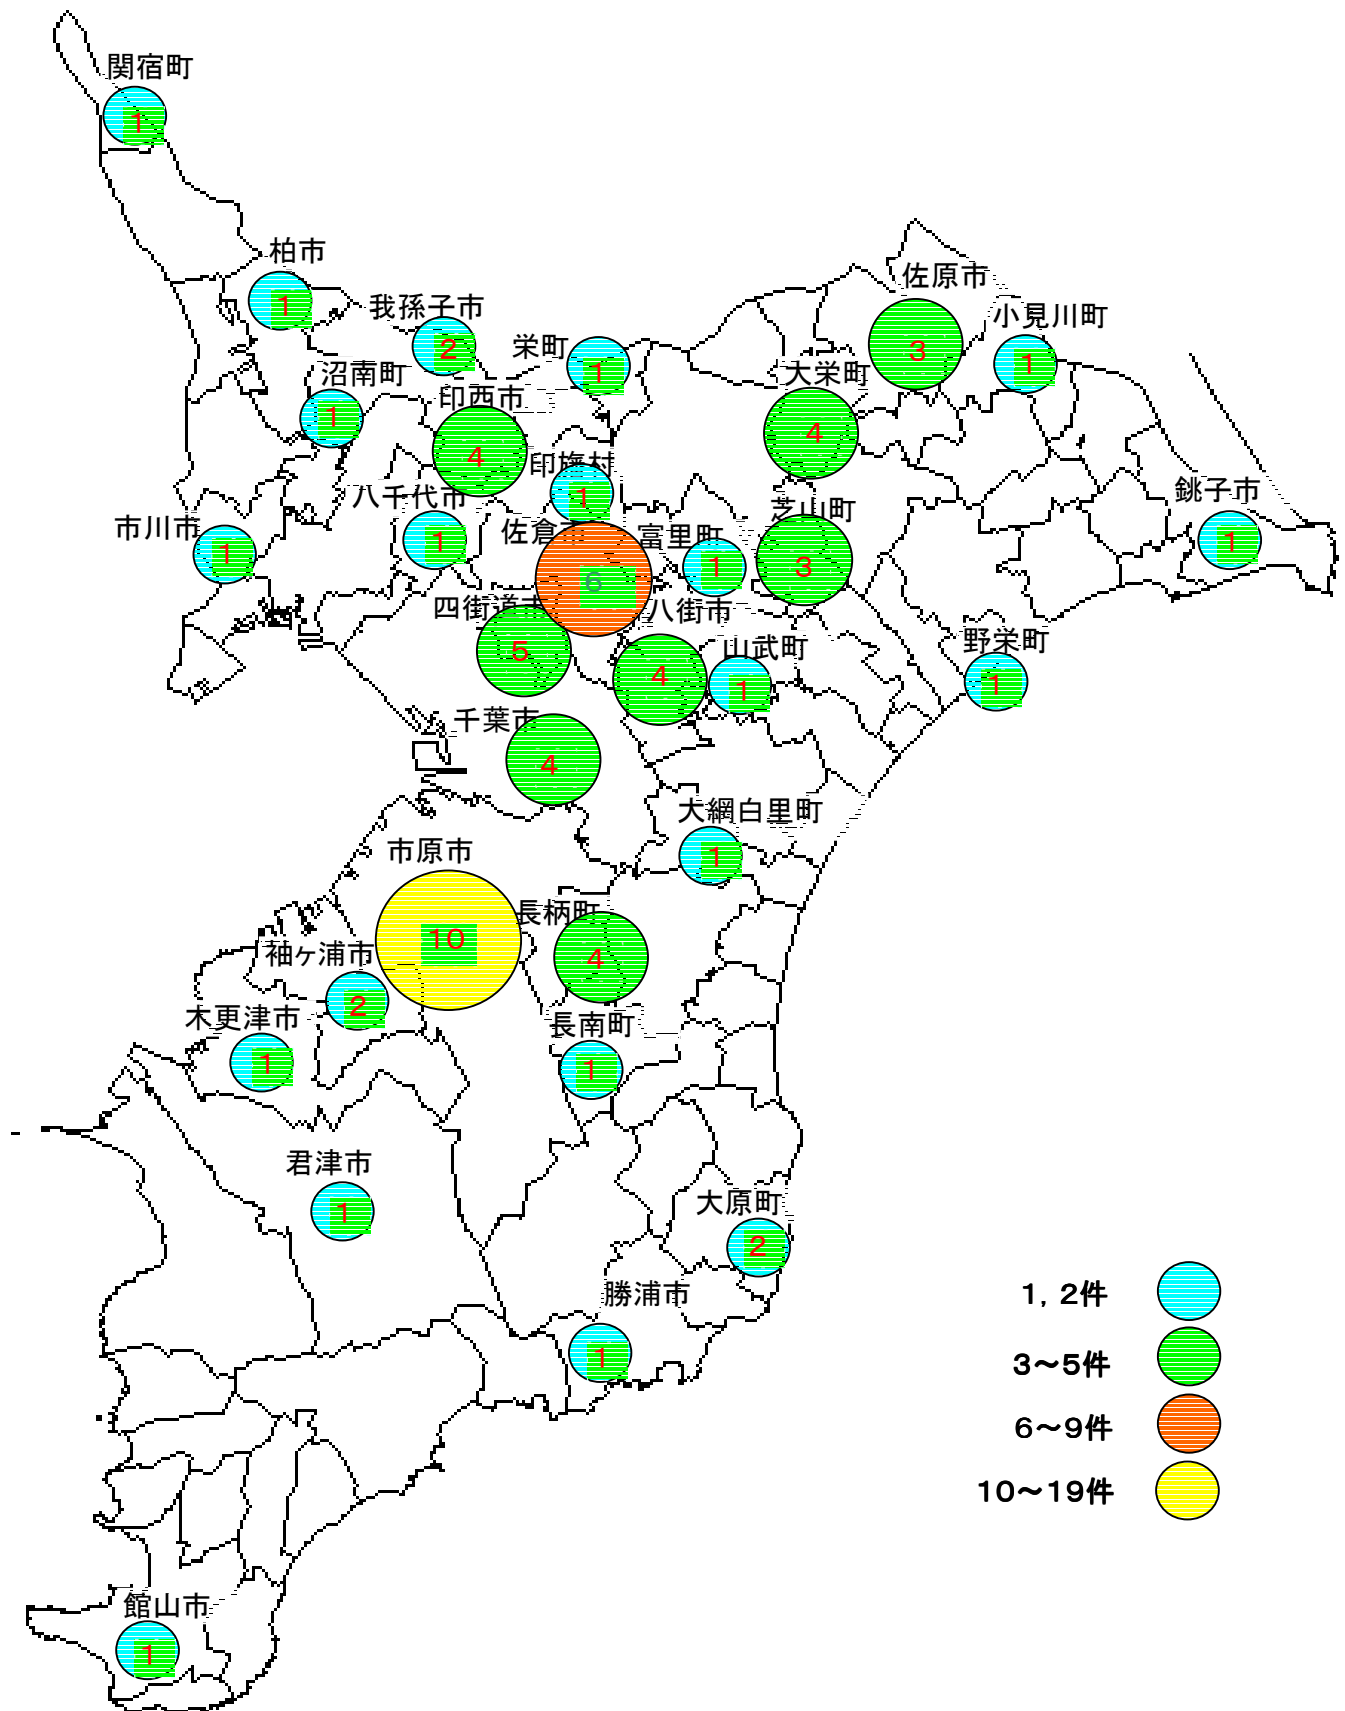 関宿町
1
柏市
1
我孫子市
2
沼南町
1
栄町
1
佐原市
3
小見川町
1
大栄町
4
印西市
4
印旛村
1
八千代市
1
市川市
1
佐倉市
6
富里町
1
芝山町
3
銚子市
1
四街道市
5
八街市
4
山武町
1
野栄町
1
千葉市
4
大網白里町
1
市原市
10
長柄町
4
袖ヶ浦市
2
木更津市
1
長南町
1
君津市
1
大原町
2
勝浦市
1
館山市
1
1, 2件
3～5件
6～9件
10～19件